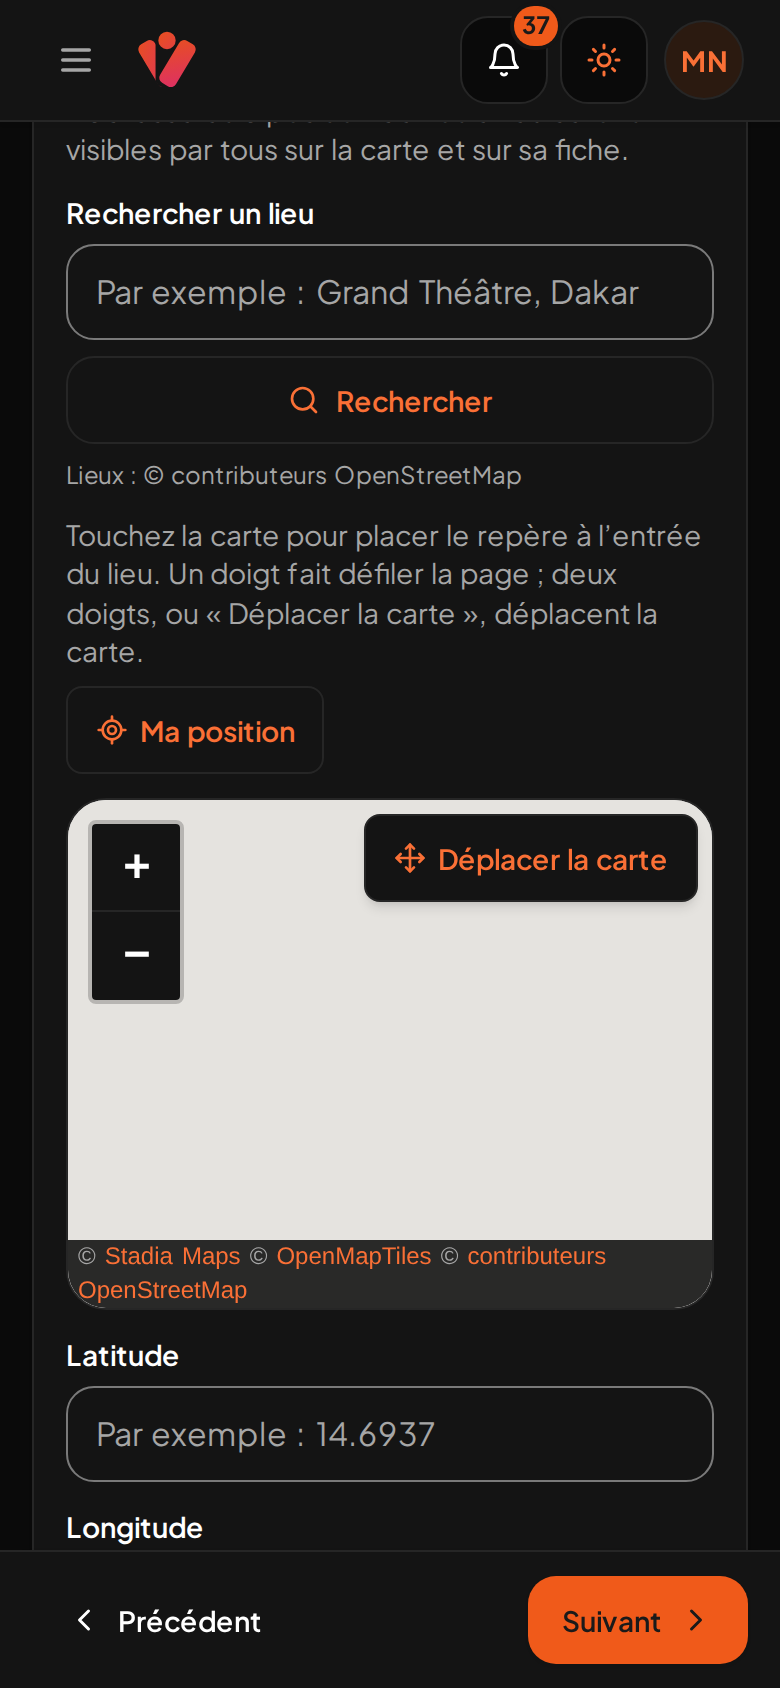 37
MN
visibles par tous sur la carte et sur sa fiche.
Rechercher un lieu
Par exemple : Grand Théâtre, Dakar
Rechercher
Lieux : © contributeurs OpenStreetMap
Touchez la carte pour placer le repère à l’entrée
du lieu. Un doigt fait défiler la page ; deux
doigts, ou « Déplacer la carte », déplacent la
carte.
Ma position
+
Déplacer la carte
−
© Stadia Maps © OpenMapTiles © contributeurs
OpenStreetMap
Latitude
Par exemple : 14.6937
Longitude
Précédent
Suivant